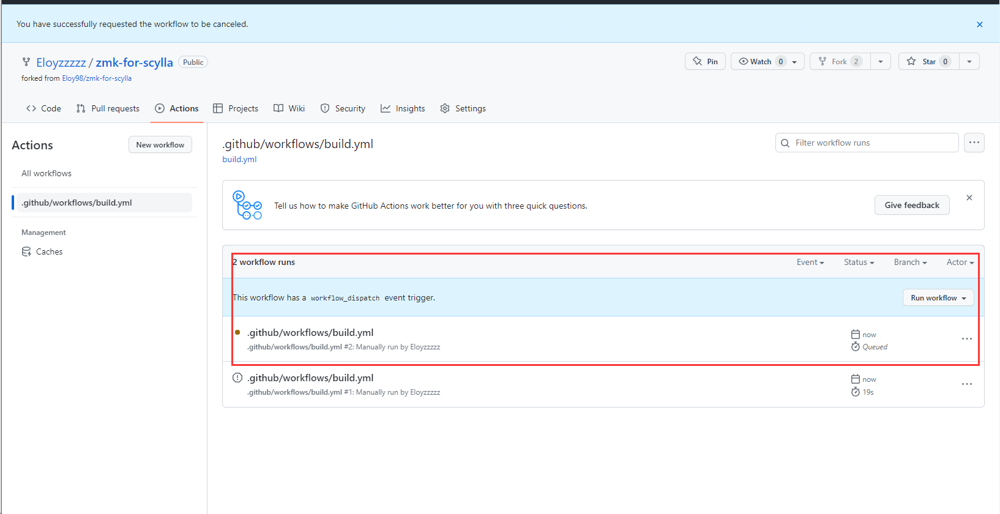 You have successfully requested the workflow to be canceled.
Eloyzzzzz / zmk-for-scylla Public
Pin Watch 0 Fork 2 Star 0
forked from Eloy98/zmk-for-scylla
Code Pull requests Actions Projects Wiki Security Insights Settings
Actions New workflow
All workflows
.github/workflows/build.yml
Management
Caches
.github/workflows/build.yml
build.yml
Filter workflow runs
Tell us how to make GitHub Actions work better for you with three quick questions.
Give feedback
2 workflow runs Event Status Branch Actor
This workflow has a workflow_dispatch event trigger. Run workflow
.github/workflows/build.yml
.github/workflows/build.yml #2: Manually run by Eloyzzzzz
now
Queued
.github/workflows/build.yml
.github/workflows/build.yml #1: Manually run by Eloyzzzzz
now
19s